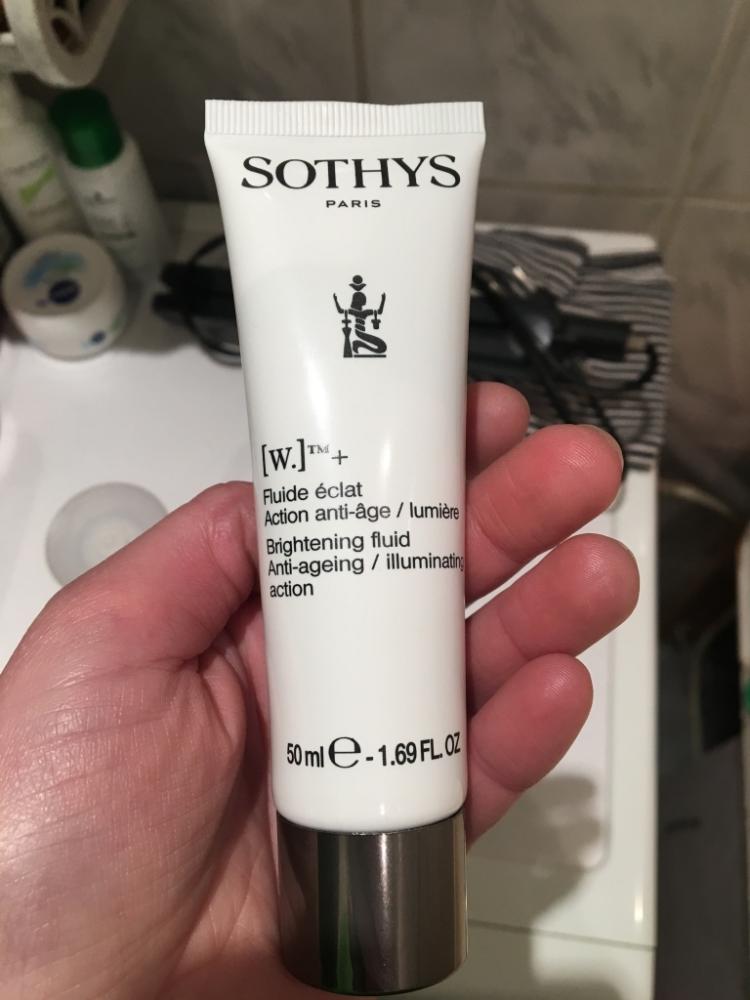 SOTHYS
PARIS
[W.]™+
Fluide éclat
Action anti-âge / lumière
Brightening fluid
Anti-ageing / illuminating
action
50 ml e - 1.69 FL. OZ